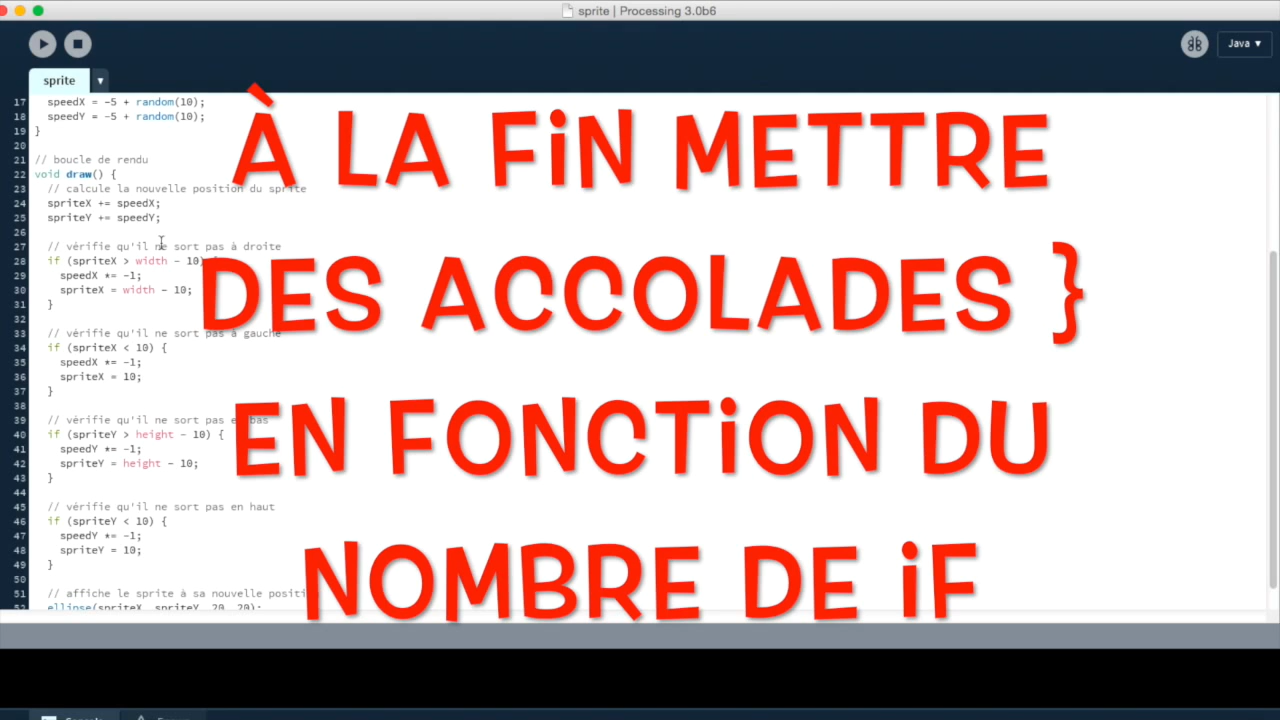 sprite | Processing 3.0b6
Java ▾
sprite ▾
17 speedX = -5 + random(10);
18 speedY = -5 + random(10);
19 }
20
21 // boucle de rendu
22 void draw() {
23 // calcule la nouvelle position du sprite
24 spriteX += speedX;
25 spriteY += speedY;
26
27 // vérifie qu'il ne sort pas à droite
28 if (spriteX > width - 10)
29 speedX *= -1;
30 spriteX = width - 10;
31 }
32
33 // vérifie qu'il ne sort pas à gauche
34 if (spriteX < 10) {
35 speedX *= -1;
36 spriteX = 10;
37 }
38
39 // vérifie qu'il ne sort pas en bas
40 if (spriteY > height - 10) {
41 speedY *= -1;
42 spriteY = height - 10;
43 }
44
45 // vérifie qu'il ne sort pas en haut
46 if (spriteY < 10) {
47 speedY *= -1;
48 spriteY = 10;
49 }
50
51 // affiche le sprite à sa nouvelle positi
52 ellipse(spriteX, spriteY, 20, 20);
À LA FiN METTRE
DES ACCOLADES }
EN FONCTiON DU
NOMBRE DE iF